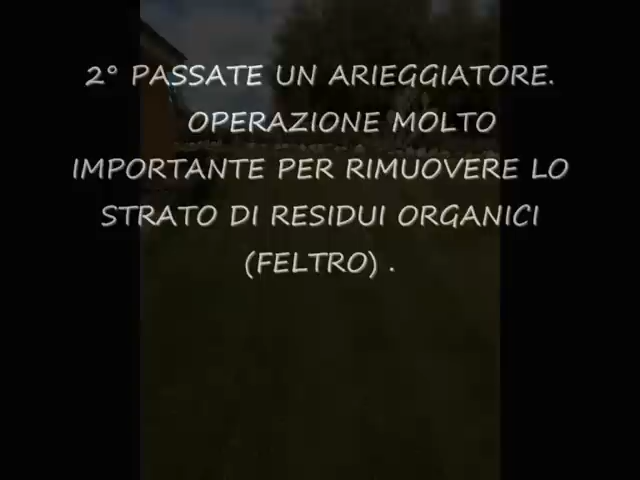 2° PASSATE UN ARIEGGIATORE.
OPERAZIONE MOLTO
IMPORTANTE PER RIMUOVERE LO
STRATO DI RESIDUI ORGANICI
(FELTRO) .